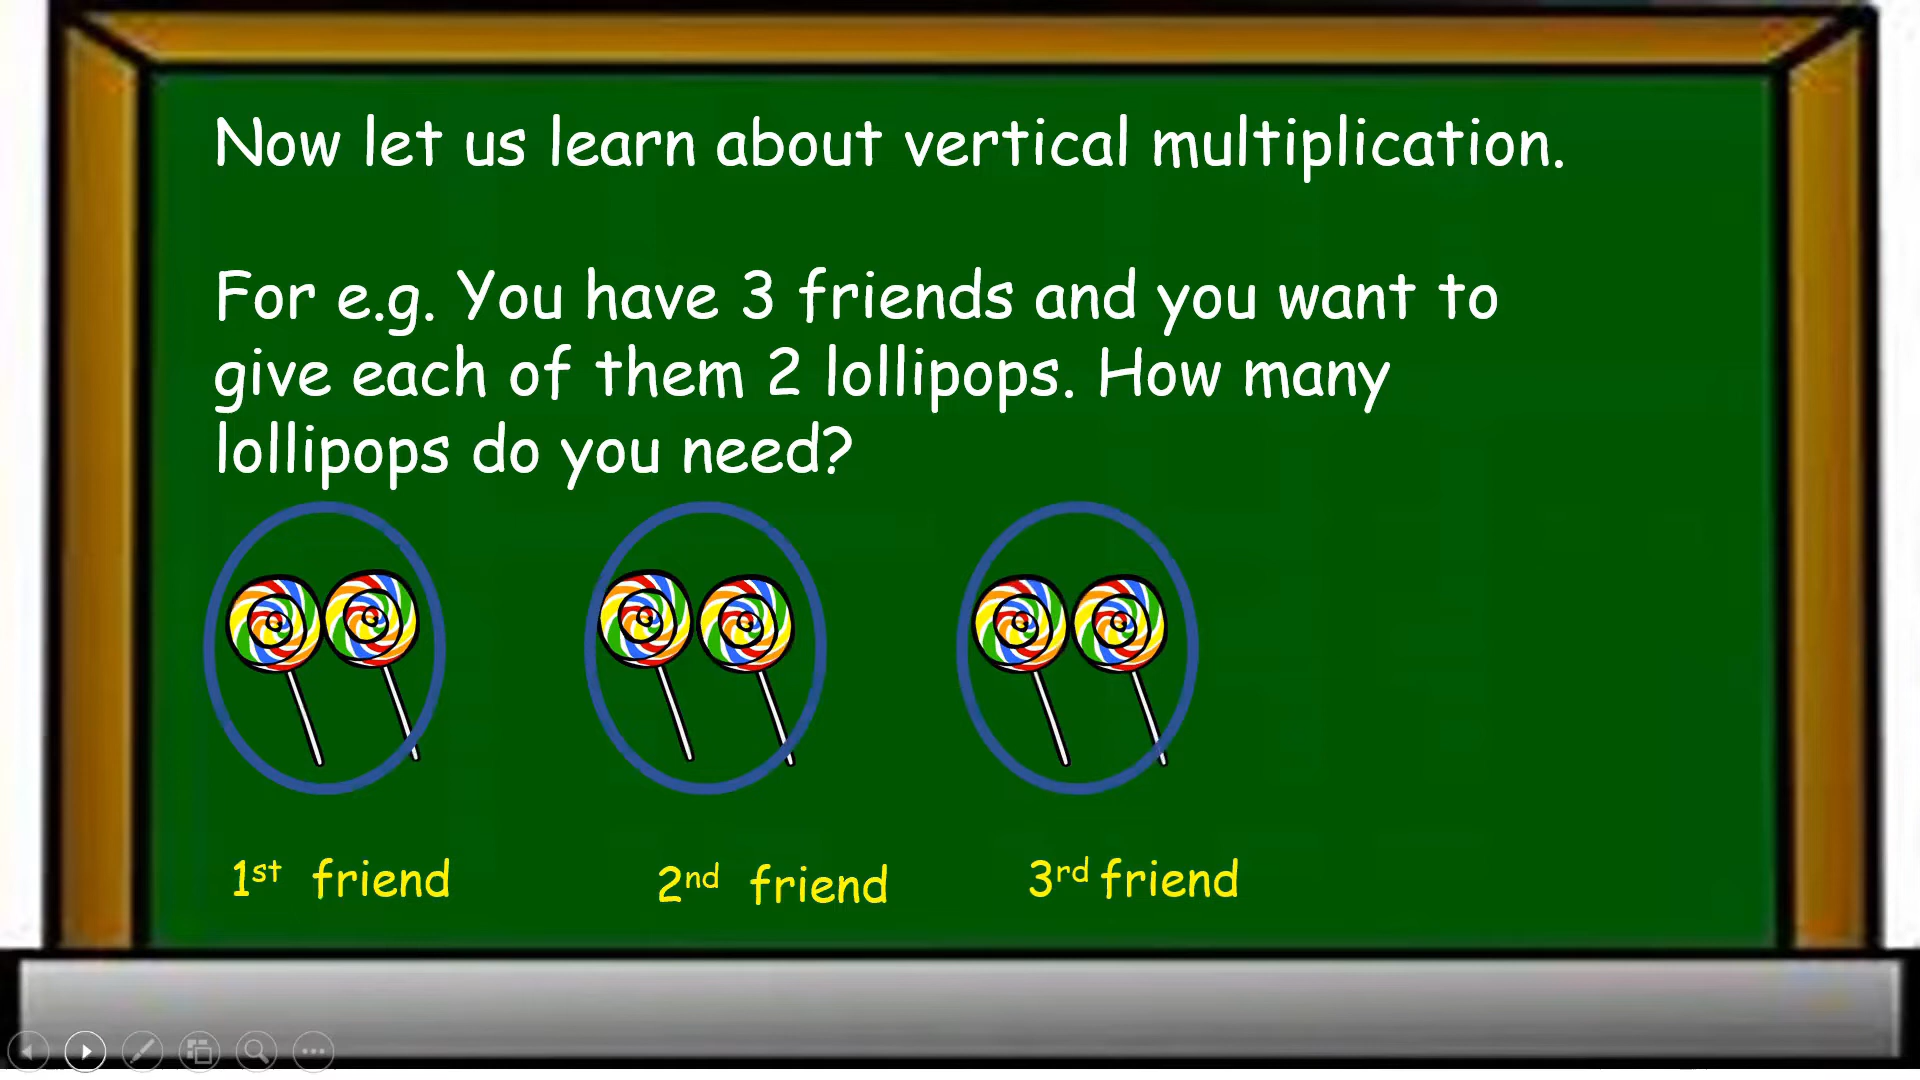 Now let us learn about vertical multiplication.
For e.g. You have 3 friends and you want to
give each of them 2 lollipops. How many
lollipops do you need?
1st friend
2nd friend
3rd friend